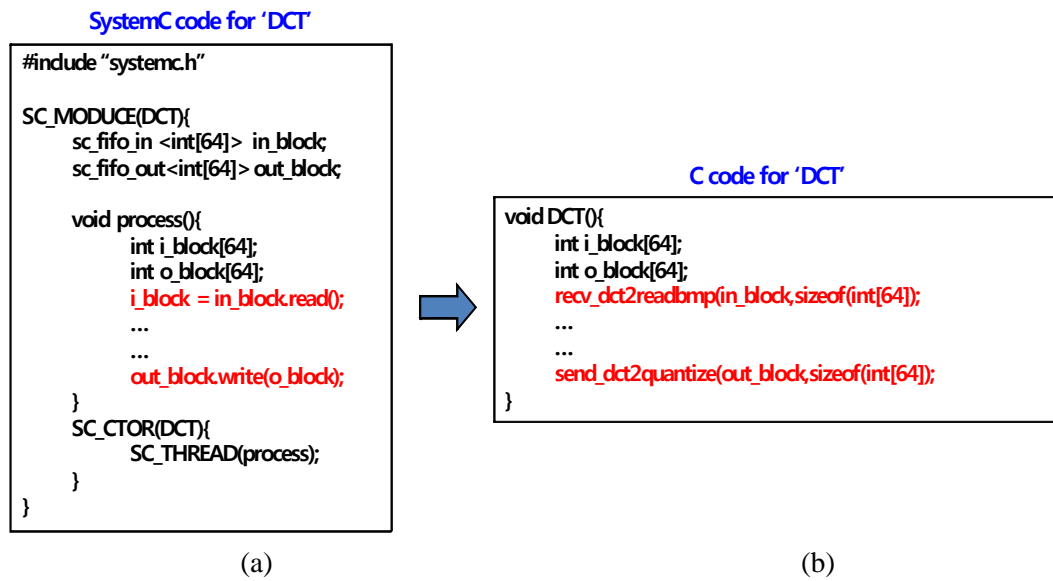 SystemC code for ‘DCT’
#include “systemc.h”
SC_MODUCE(DCT){
sc_fifo_in <int[64]> in_block;
sc_fifo_out<int[64]> out_block;
void process(){
int i_block[64];
int o_block[64];
i_block = in_block.read();
...
...
out_block.write(o_block);
}
SC_CTOR(DCT){
SC_THREAD(process);
}
}
(a)
C code for ‘DCT’
void DCT(){
int i_block[64];
int o_block[64];
recv_dct2readbmp(in_block,sizeof(int[64]);
...
...
send_dct2quantize(out_block,sizeof(int[64]);
}
(b)